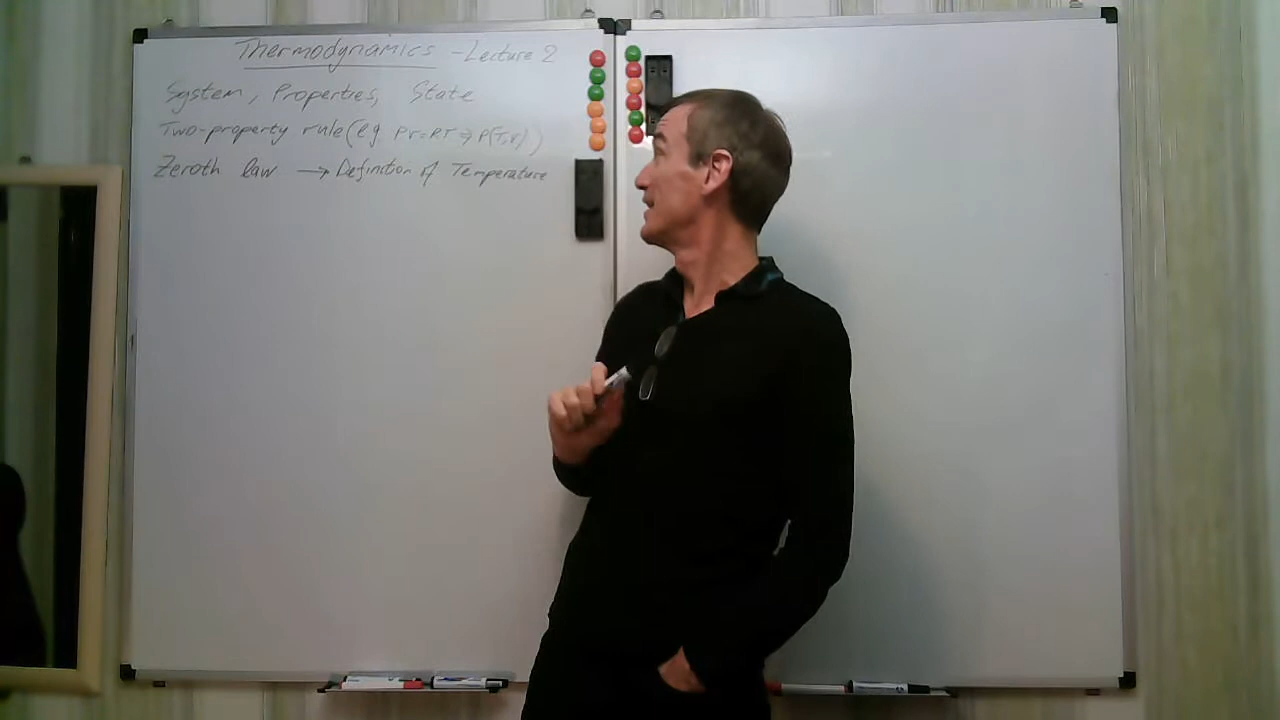 Thermodynamics - Lecture 2
System, Properties, State
Two-property rule (eg Pv=RT ⇒ P(T,v))
Zeroth law → Definition of Temperature